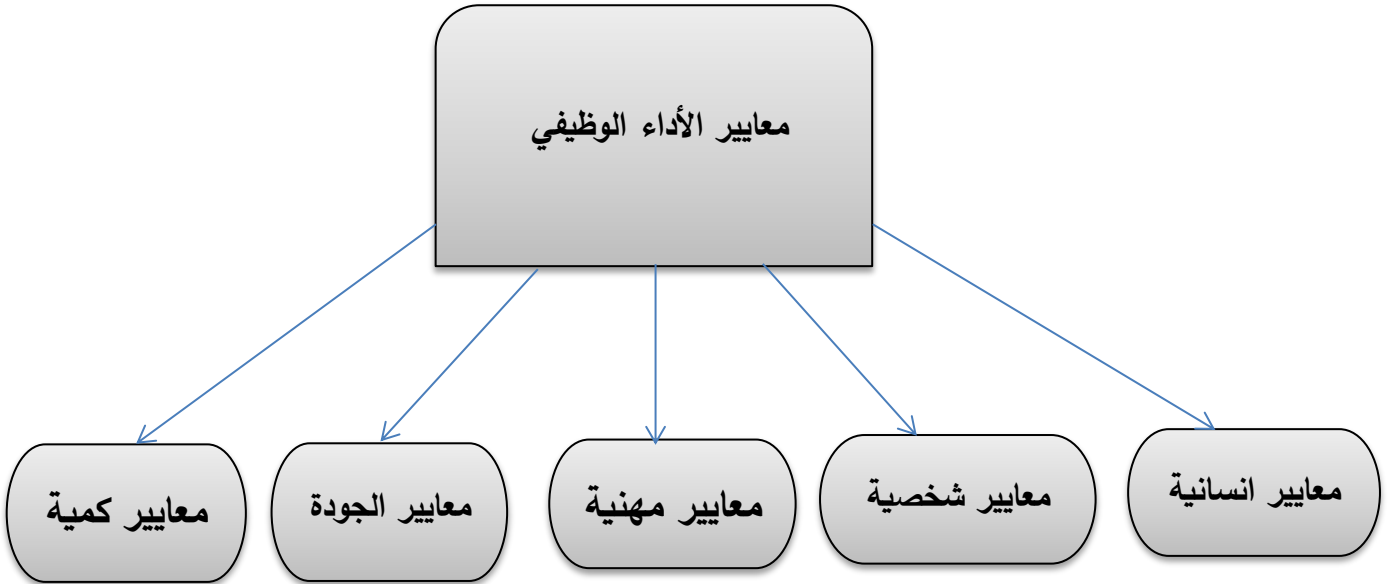 معايير الأداء الوظيفي
معايير انسانية
معايير شخصية
معايير مهنية
معايير الجودة
معايير كمية